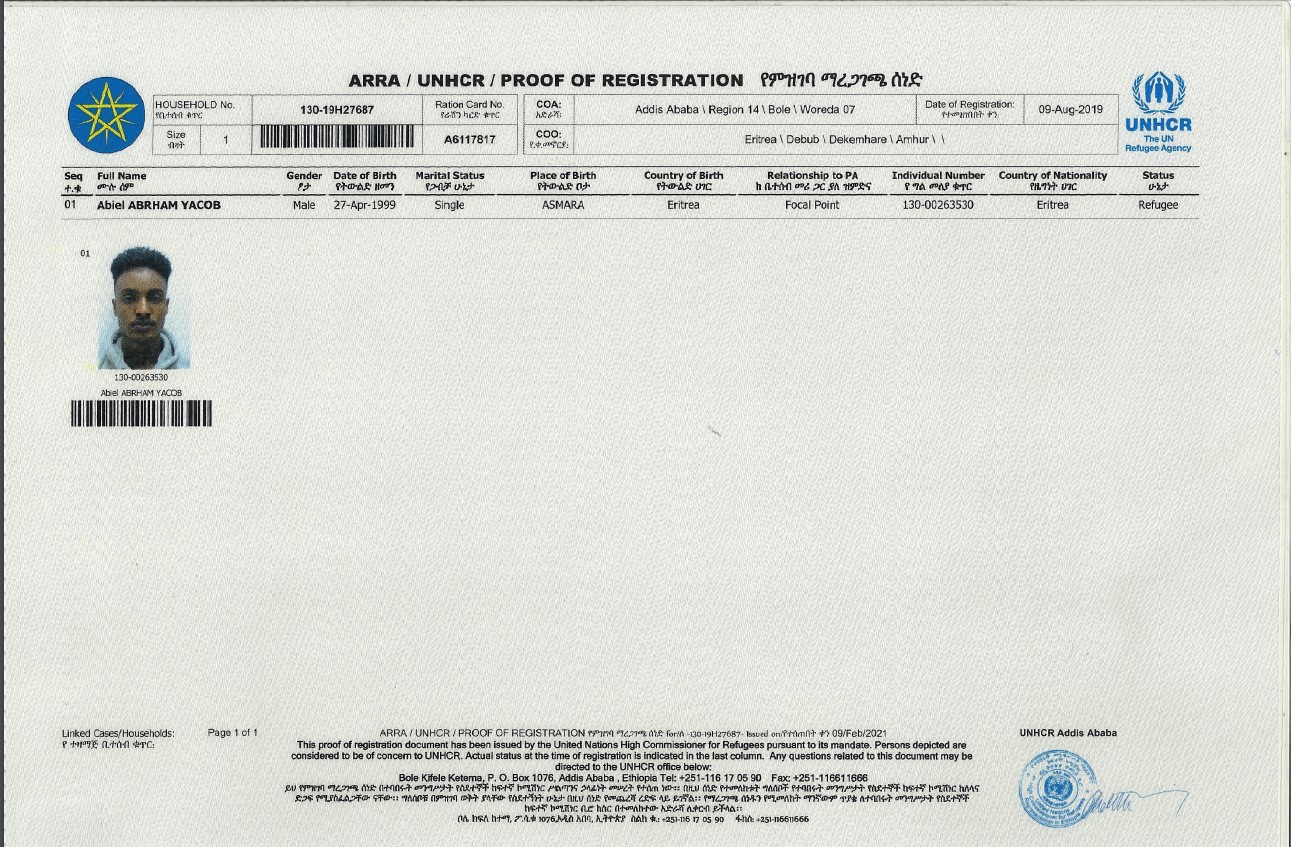 ARRA / UNHCR / PROOF OF REGISTRATION የምዝገባ ማረጋገጫ ሰነድ
HOUSEHOLD No.
የቤተሰብ ቁጥር
130-19H27687
Ration Card No.
የራሽን ካርድ ቁጥር
COA:
አድራሻ:
Addis Ababa \ Region 14 \ Bole \ Woreda 07
Date of Registration:
የተመዘገበበት ቀን
09-Aug-2019
Size
ብዛት
1
A6117817
COO:
Eritrea \ Debub \ Dekemhare \ Amhur \ \
UNHCR
The UN
Refugee Agency
Seq Full Name Gender Date of Birth Marital Status Place of Birth Country of Birth Relationship to PA Individual Number Country of Nationality Status
ተ.ቁ ሙሉ ስም ፆታ የትውልድ ዘመን የጋብቻ ሁኔታ የትውልድ ቦታ የትውልድ ሀገር ከ ቤተሰብ መሪ ጋር ያለ ዝምድና የ ግል መለያ ቁጥር የዜግነት ሀገር ሁኔታ
01 Abiel ABRHAM YACOB Male 27-Apr-1999 Single ASMARA Eritrea Focal Point 130-00263530 Eritrea Refugee
01
130-00263530
Abiel ABRHAM YACOB
Linked Cases/Households:
የ ተዛማጅ ቤተሰብ ቁጥር:
Page 1 of 1
ARRA / UNHCR / PROOF OF REGISTRATION የምዝገባ ማረጋገጫ ሰነድ for/ለ -130-19H27687- Issued on/የተሰጠበት ቀን 09/Feb/2021
This proof of registration document has been issued by the United Nations High Commissioner for Refugees pursuant to its mandate. Persons depicted are
considered to be of concern to UNHCR. Actual status at the time of registration is indicated in the last column. Any questions related to this document may be
directed to the UNHCR office below:
Bole Kifele Ketema, P. O. Box 1076, Addis Ababa , Ethiopia Tel: +251-116 17 05 90 Fax: +251-116611666
ቦሌ ክፍለ ከተማ, ፖ.ሳ.ቁ 1076,አዲስ አበባ, ኢትዮጵያ ስልክ ቁ.: +251-116 17 05 90 ፋክስ: +251-116611666
UNHCR Addis Ababa